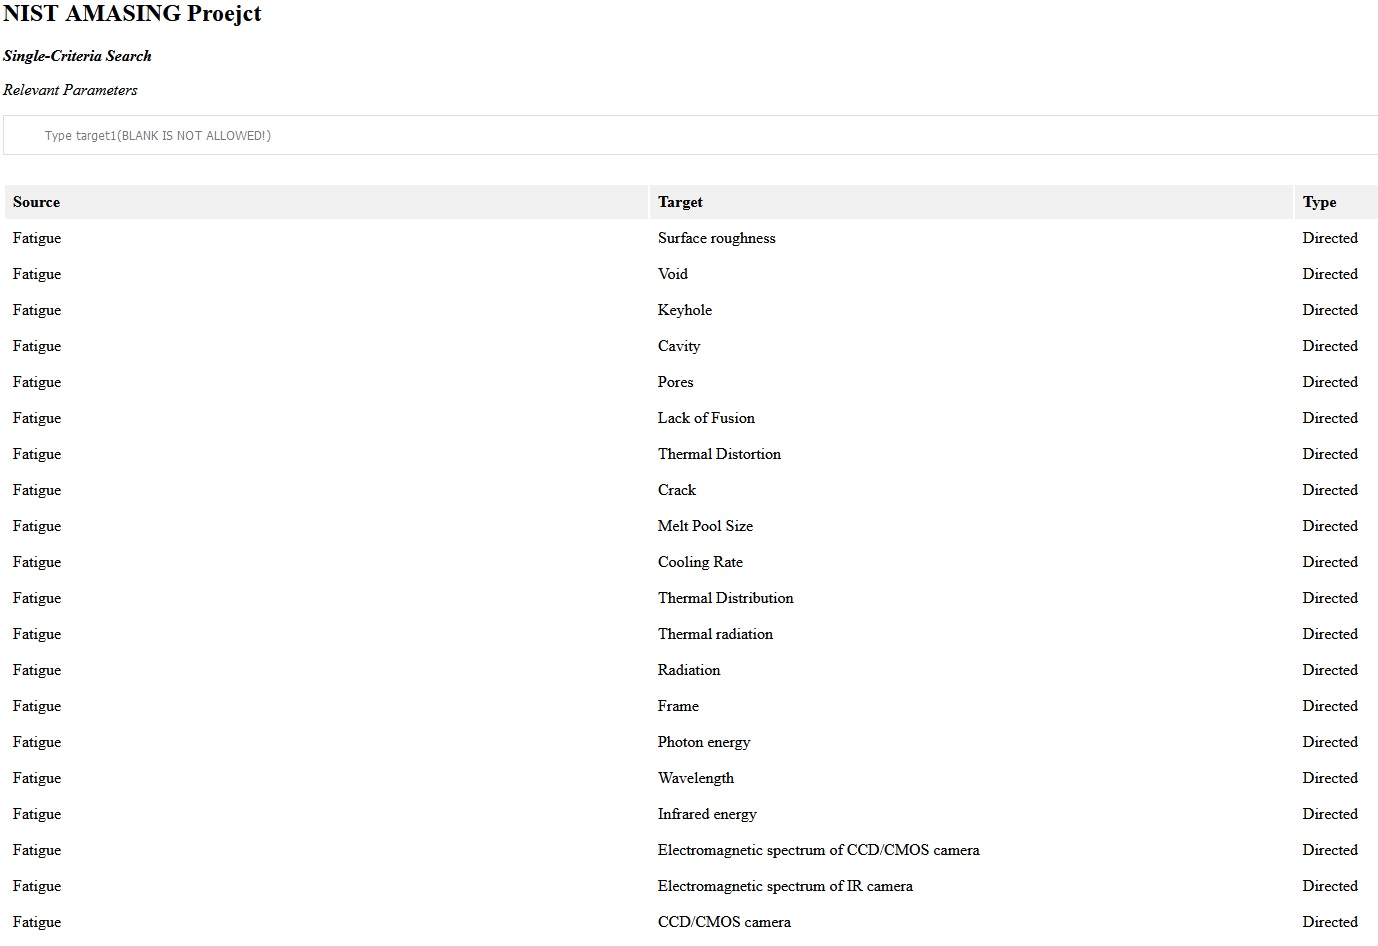 NIST AMASING Proejct
Single-Criteria Search
Relevant Parameters
Type target1(BLANK IS NOT ALLOWED!)
Source Target Type
Fatigue Surface roughness Directed
Fatigue Void Directed
Fatigue Keyhole Directed
Fatigue Cavity Directed
Fatigue Pores Directed
Fatigue Lack of Fusion Directed
Fatigue Thermal Distortion Directed
Fatigue Crack Directed
Fatigue Melt Pool Size Directed
Fatigue Cooling Rate Directed
Fatigue Thermal Distribution Directed
Fatigue Thermal radiation Directed
Fatigue Radiation Directed
Fatigue Frame Directed
Fatigue Photon energy Directed
Fatigue Wavelength Directed
Fatigue Infrared energy Directed
Fatigue Electromagnetic spectrum of CCD/CMOS camera Directed
Fatigue Electromagnetic spectrum of IR camera Directed
Fatigue CCD/CMOS camera Directed